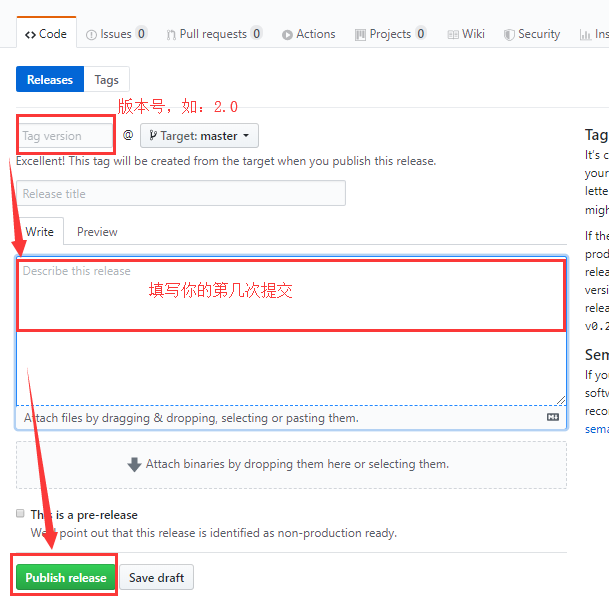 Code Issues 0 Pull requests 0 Actions Projects 0 Wiki Security Ins
Releases Tags
版本号，如：2.0
Tag version @ Target: master
Excellent! This tag will be created from the target when you publish this release.
Release title
Write Preview
Describe this release
填写你的第几次提交
Attach files by dragging & dropping, selecting or pasting them.
Attach binaries by dropping them here or selecting them.
This is a pre-release
We'll point out that this release is identified as non-production ready.
Publish release Save draft
Tag
It's c
your
lette
migh
If the
prod
relea
versi
relea
v0.2
Sem
If yo
softw
reco
sema